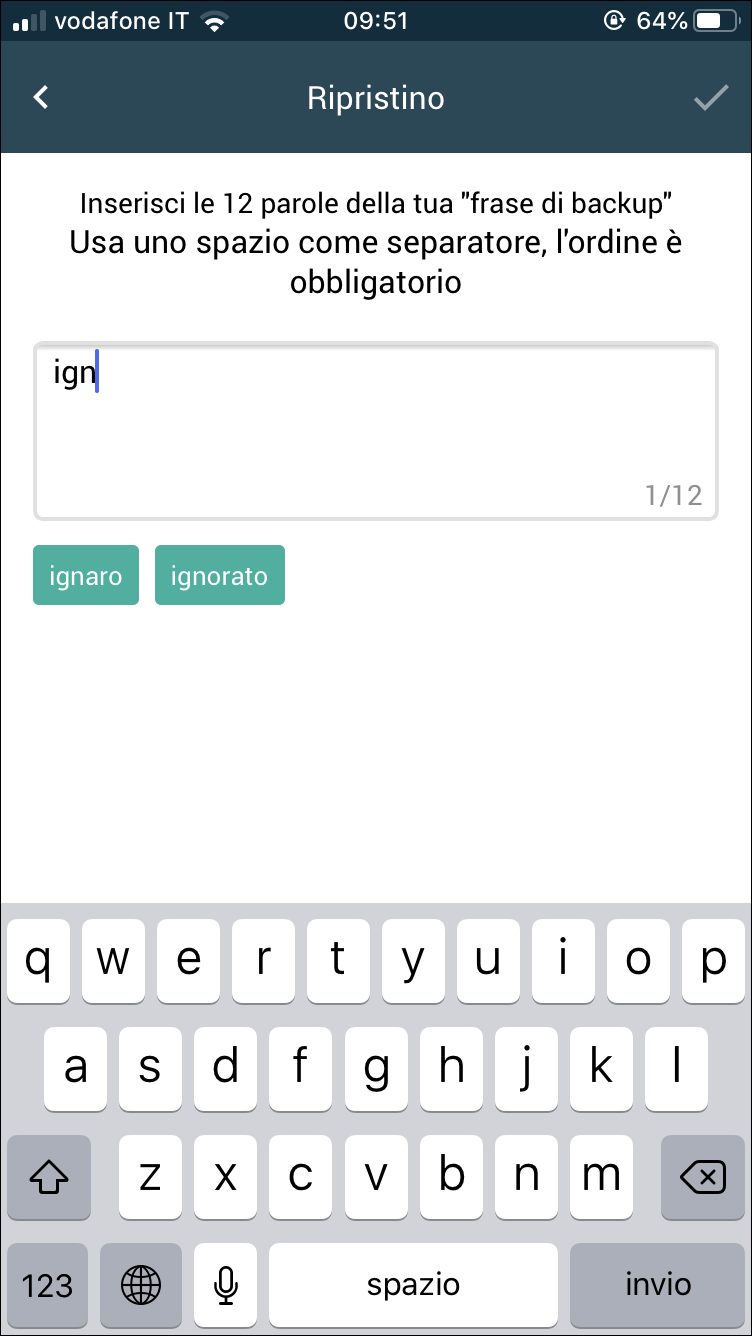 vodafone IT 09:51 64%
Ripristino
Inserisci le 12 parole della tua "frase di backup"
Usa uno spazio come separatore, l'ordine è
obbligatorio
ign
1/12
ignaro ignorato
q w e r t y u i o p
a s d f g h j k l
z x c v b n m
123 spazio invio